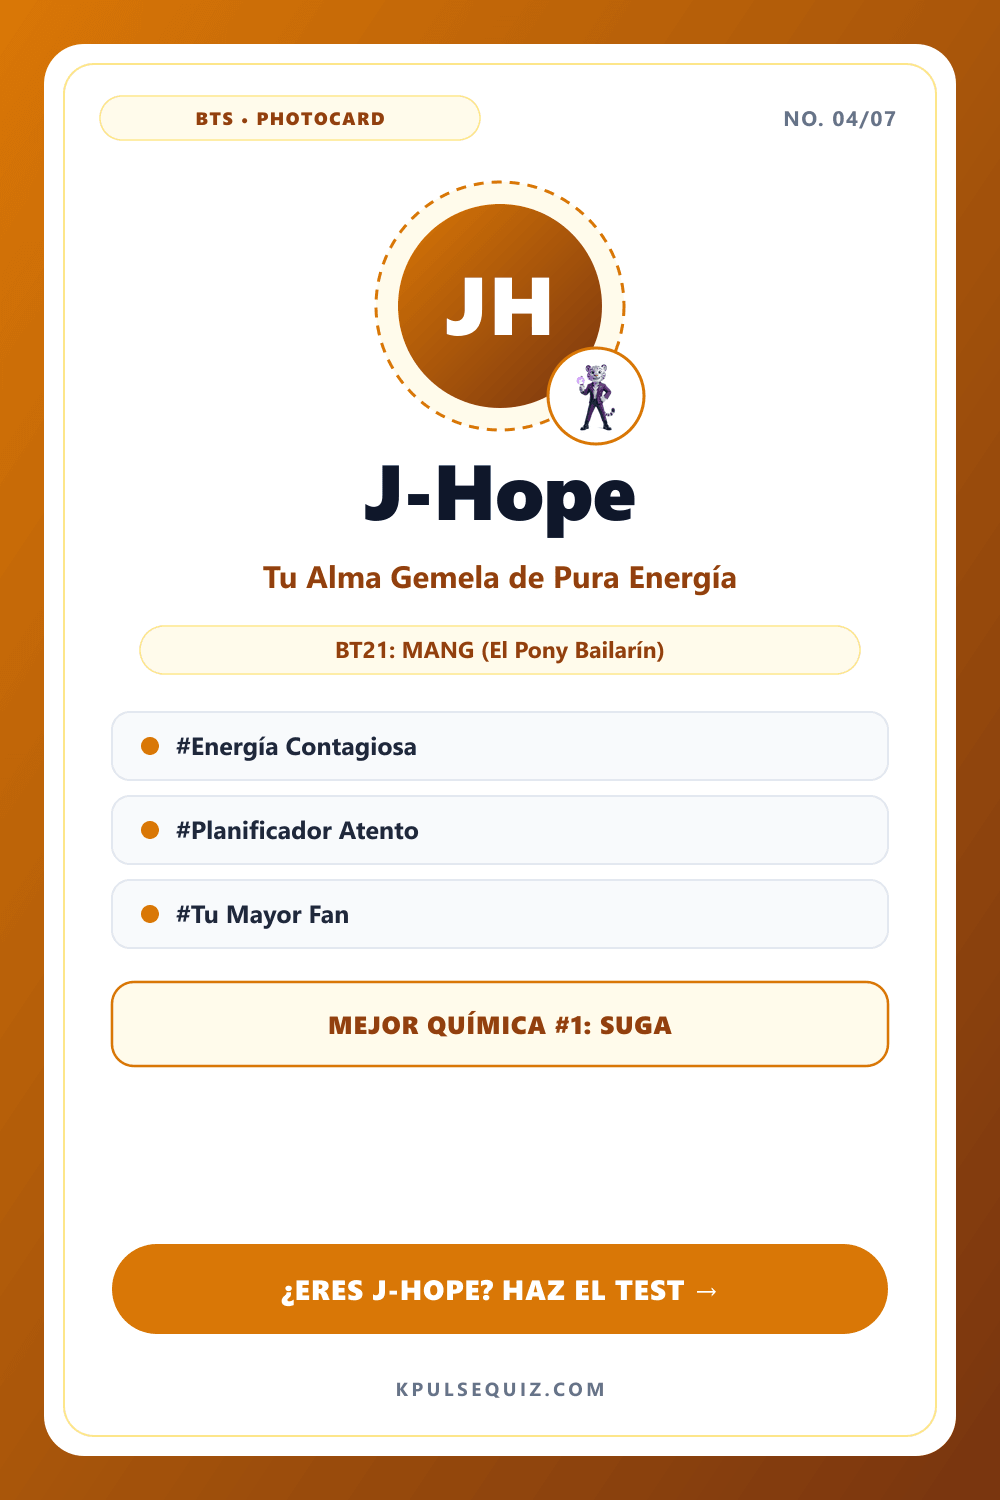 BTS • PHOTOCARD
NO. 04/07
JH
J-Hope
Tu Alma Gemela de Pura Energía
BT21: MANG (El Pony Bailarín)
#Energía Contagiosa
#Planificador Atento
#Tu Mayor Fan
MEJOR QUÍMICA #1: SUGA
¿ERES J-HOPE? HAZ EL TEST →
KPULSEQUIZ.COM